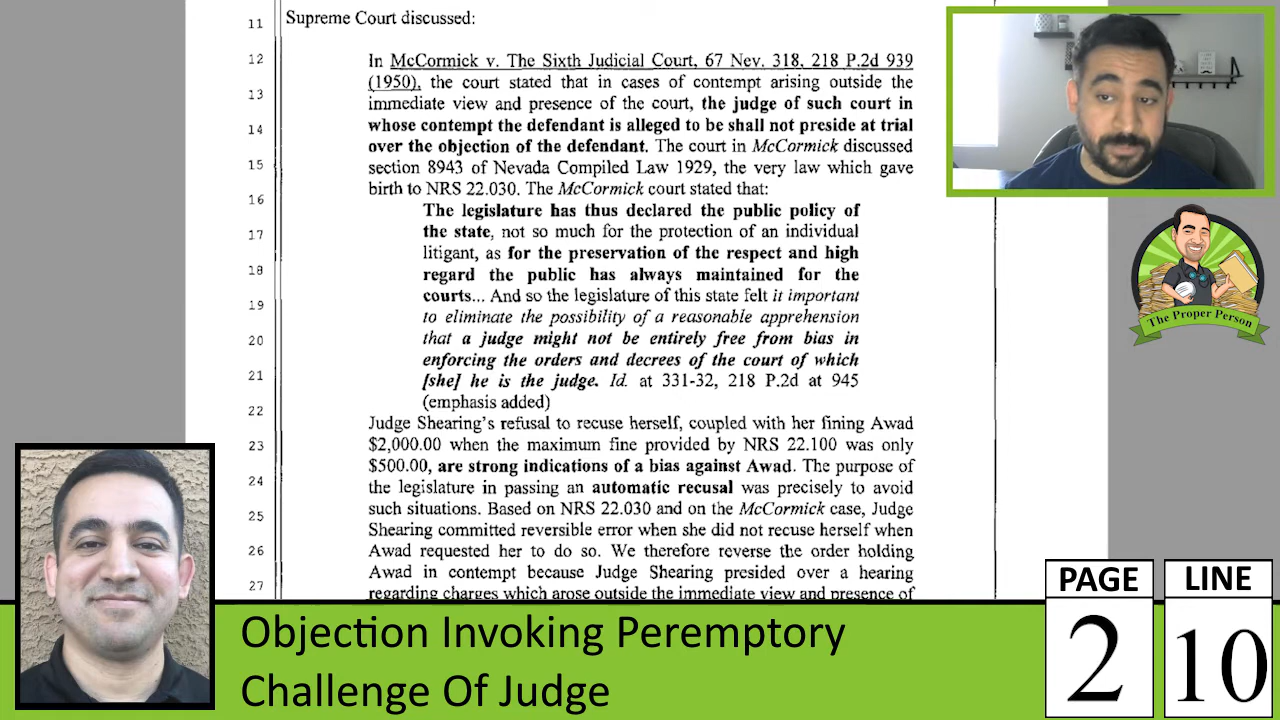 11 Supreme Court discussed:
12 In McCormick v. The Sixth Judicial Court, 67 Nev. 318, 218 P.2d 939
(1950), the court stated that in cases of contempt arising outside the
13 immediate view and presence of the court, the judge of such court in
14 whose contempt the defendant is alleged to be shall not preside at trial
over the objection of the defendant. The court in McCormick discussed
15 section 8943 of Nevada Compiled Law 1929, the very law which gave
birth to NRS 22.030. The McCormick court stated that:
16 The legislature has thus declared the public policy of
17 the state, not so much for the protection of an individual
litigant, as for the preservation of the respect and high
18 regard the public has always maintained for the
19 courts... And so the legislature of this state felt it important
to eliminate the possibility of a reasonable apprehension
20 that a judge might not be entirely free from bias in
enforcing the orders and decrees of the court of which
21 [she] he is the judge. Id. at 331-32, 218 P.2d at 945
22 (emphasis added)
Judge Shearing's refusal to recuse herself, coupled with her fining Awad
23 $2,000.00 when the maximum fine provided by NRS 22.100 was only
$500.00, are strong indications of a bias against Awad. The purpose of
24 the legislature in passing an automatic recusal was precisely to avoid
25 such situations. Based on NRS 22.030 and on the McCormick case, Judge
Shearing committed reversible error when she did not recuse herself when
26 Awad requested her to do so. We therefore reverse the order holding
Awad in contempt because Judge Shearing presided over a hearing
27 regarding charges which arose outside the immediate view and presence of
The Proper Person
Objection Invoking Peremptory
Challenge Of Judge
PAGE
2
LINE
10